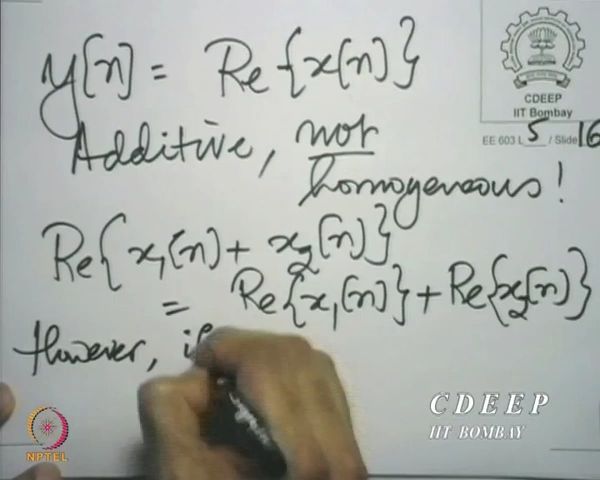 y[n] = Re{x[n]}
Additive, not
homogeneous!
Re{x₁[n] + x₂[n]}
= Re{x₁[n]} + Re{x₂[n]}
However, if
CDEEP
IIT Bombay
EE 603 L 5 / Slide 16
CDEEP
IIT BOMBAY
NPTEL